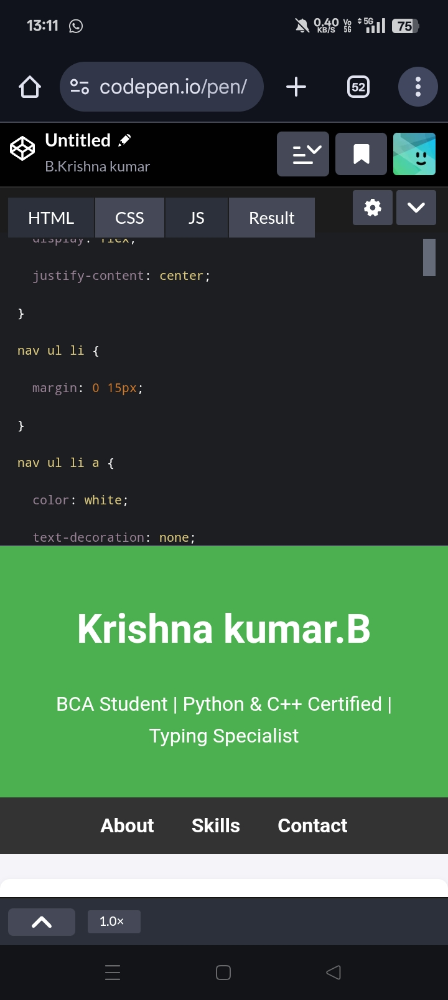 13:11
0.40 KB/S Vo 5G 5G 75
codepen.io/pen/
52
Untitled
B.Krishna kumar
HTML CSS JS Result
display: flex;
justify-content: center;
}
nav ul li {
margin: 0 15px;
}
nav ul li a {
color: white;
text-decoration: none;
Krishna kumar.B
BCA Student | Python & C++ Certified |
Typing Specialist
About Skills Contact
1.0×